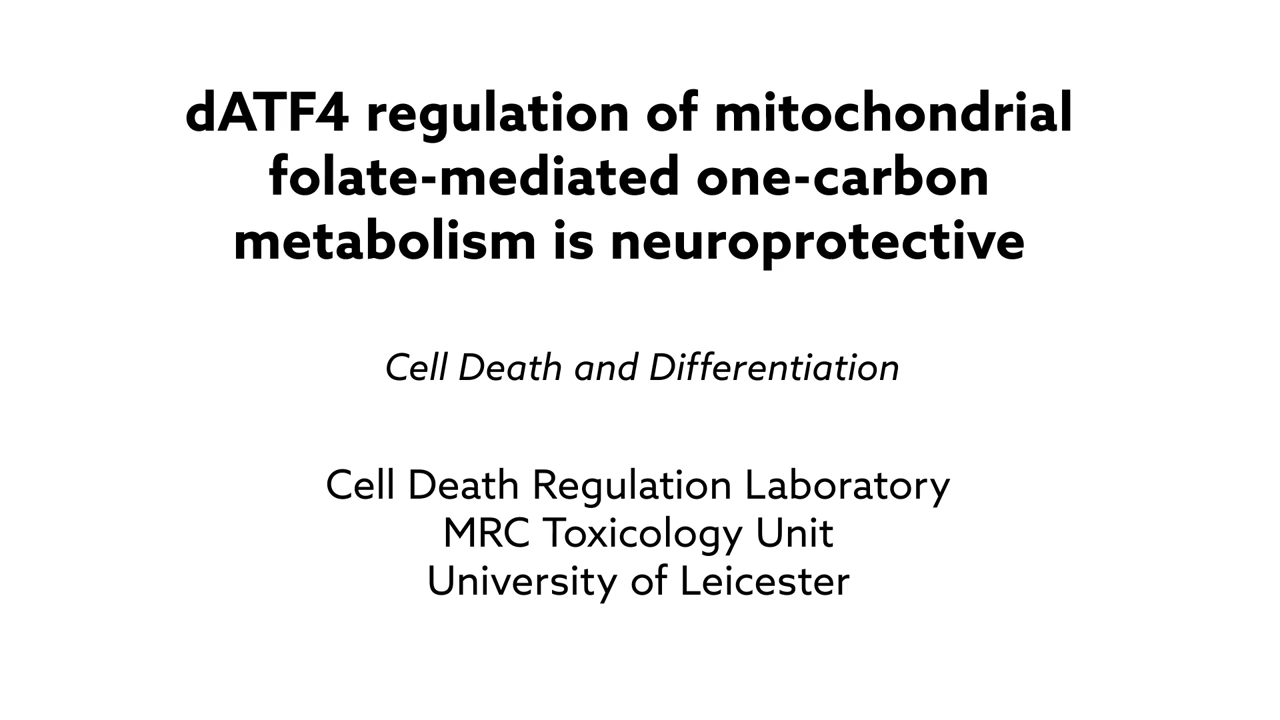 dATF4 regulation of mitochondrial
folate-mediated one-carbon
metabolism is neuroprotective
Cell Death and Differentiation
Cell Death Regulation Laboratory
MRC Toxicology Unit
University of Leicester